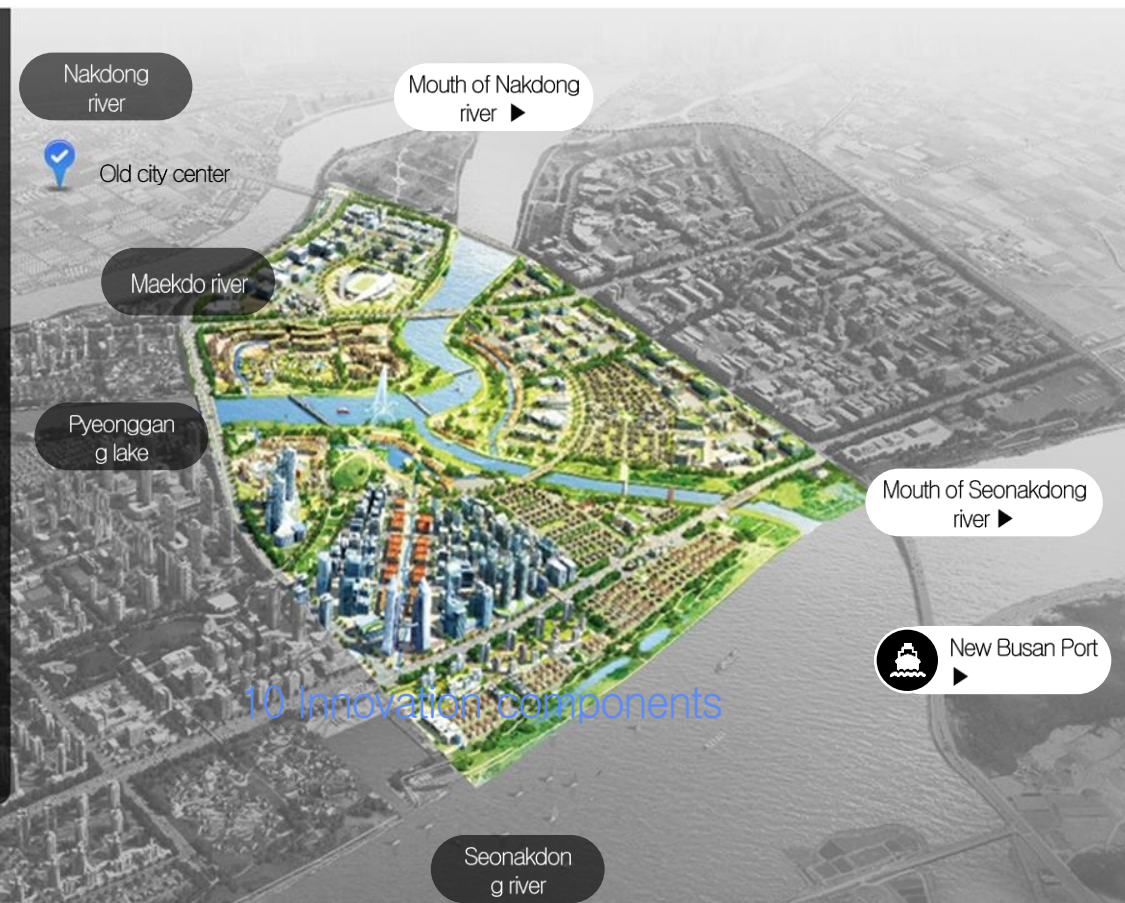 Nakdong
river
Mouth of Nakdong
river ▶
Old city center
Maekdo river
Pyeonggan
g lake
Mouth of Seonakdong
river ▶
New Busan Port
▶
10 Innovation components
Seonakdon
g river